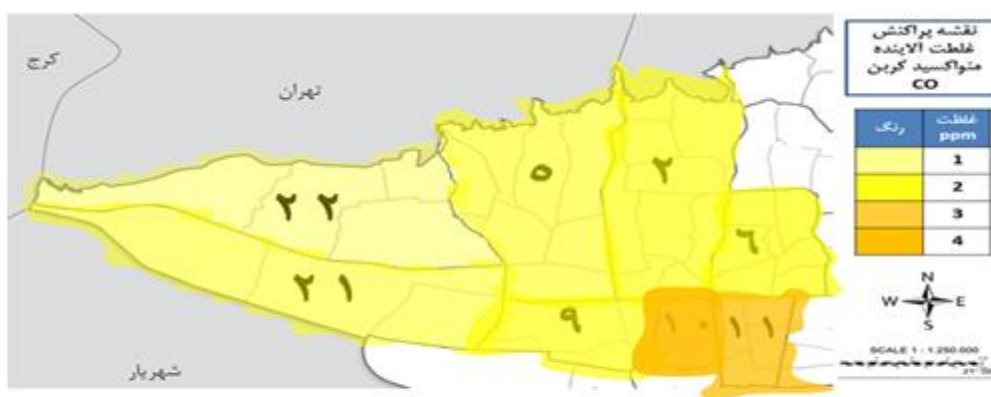 کرج
تهران
شهریار
۲۲
۵
۲
۲۱
۶
۹
۱۰
۱۱
نقشه پراکنش
غلظت آلاینده
منواکسید کربن
CO
رنگ
غلظت
ppm
1
2
3
4
N
W
E
S
SCALE 1 : 1.250.000